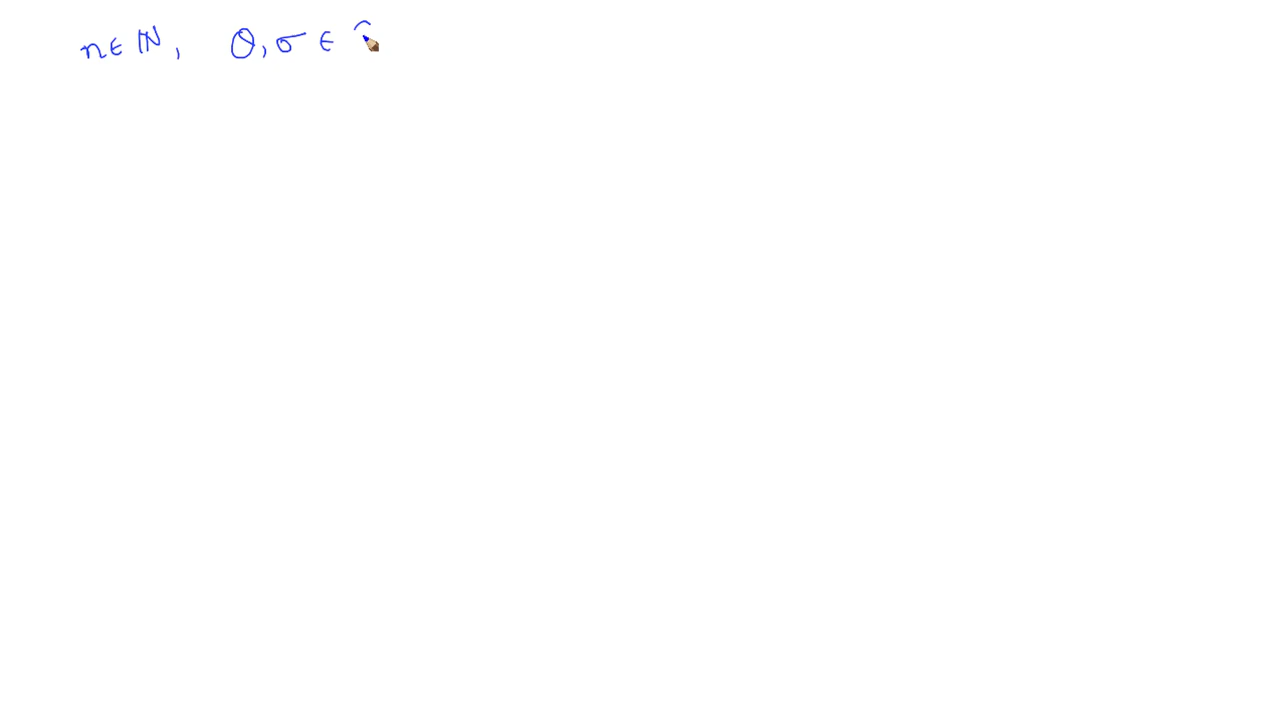 n ∈ ℕ, θ, σ ∈